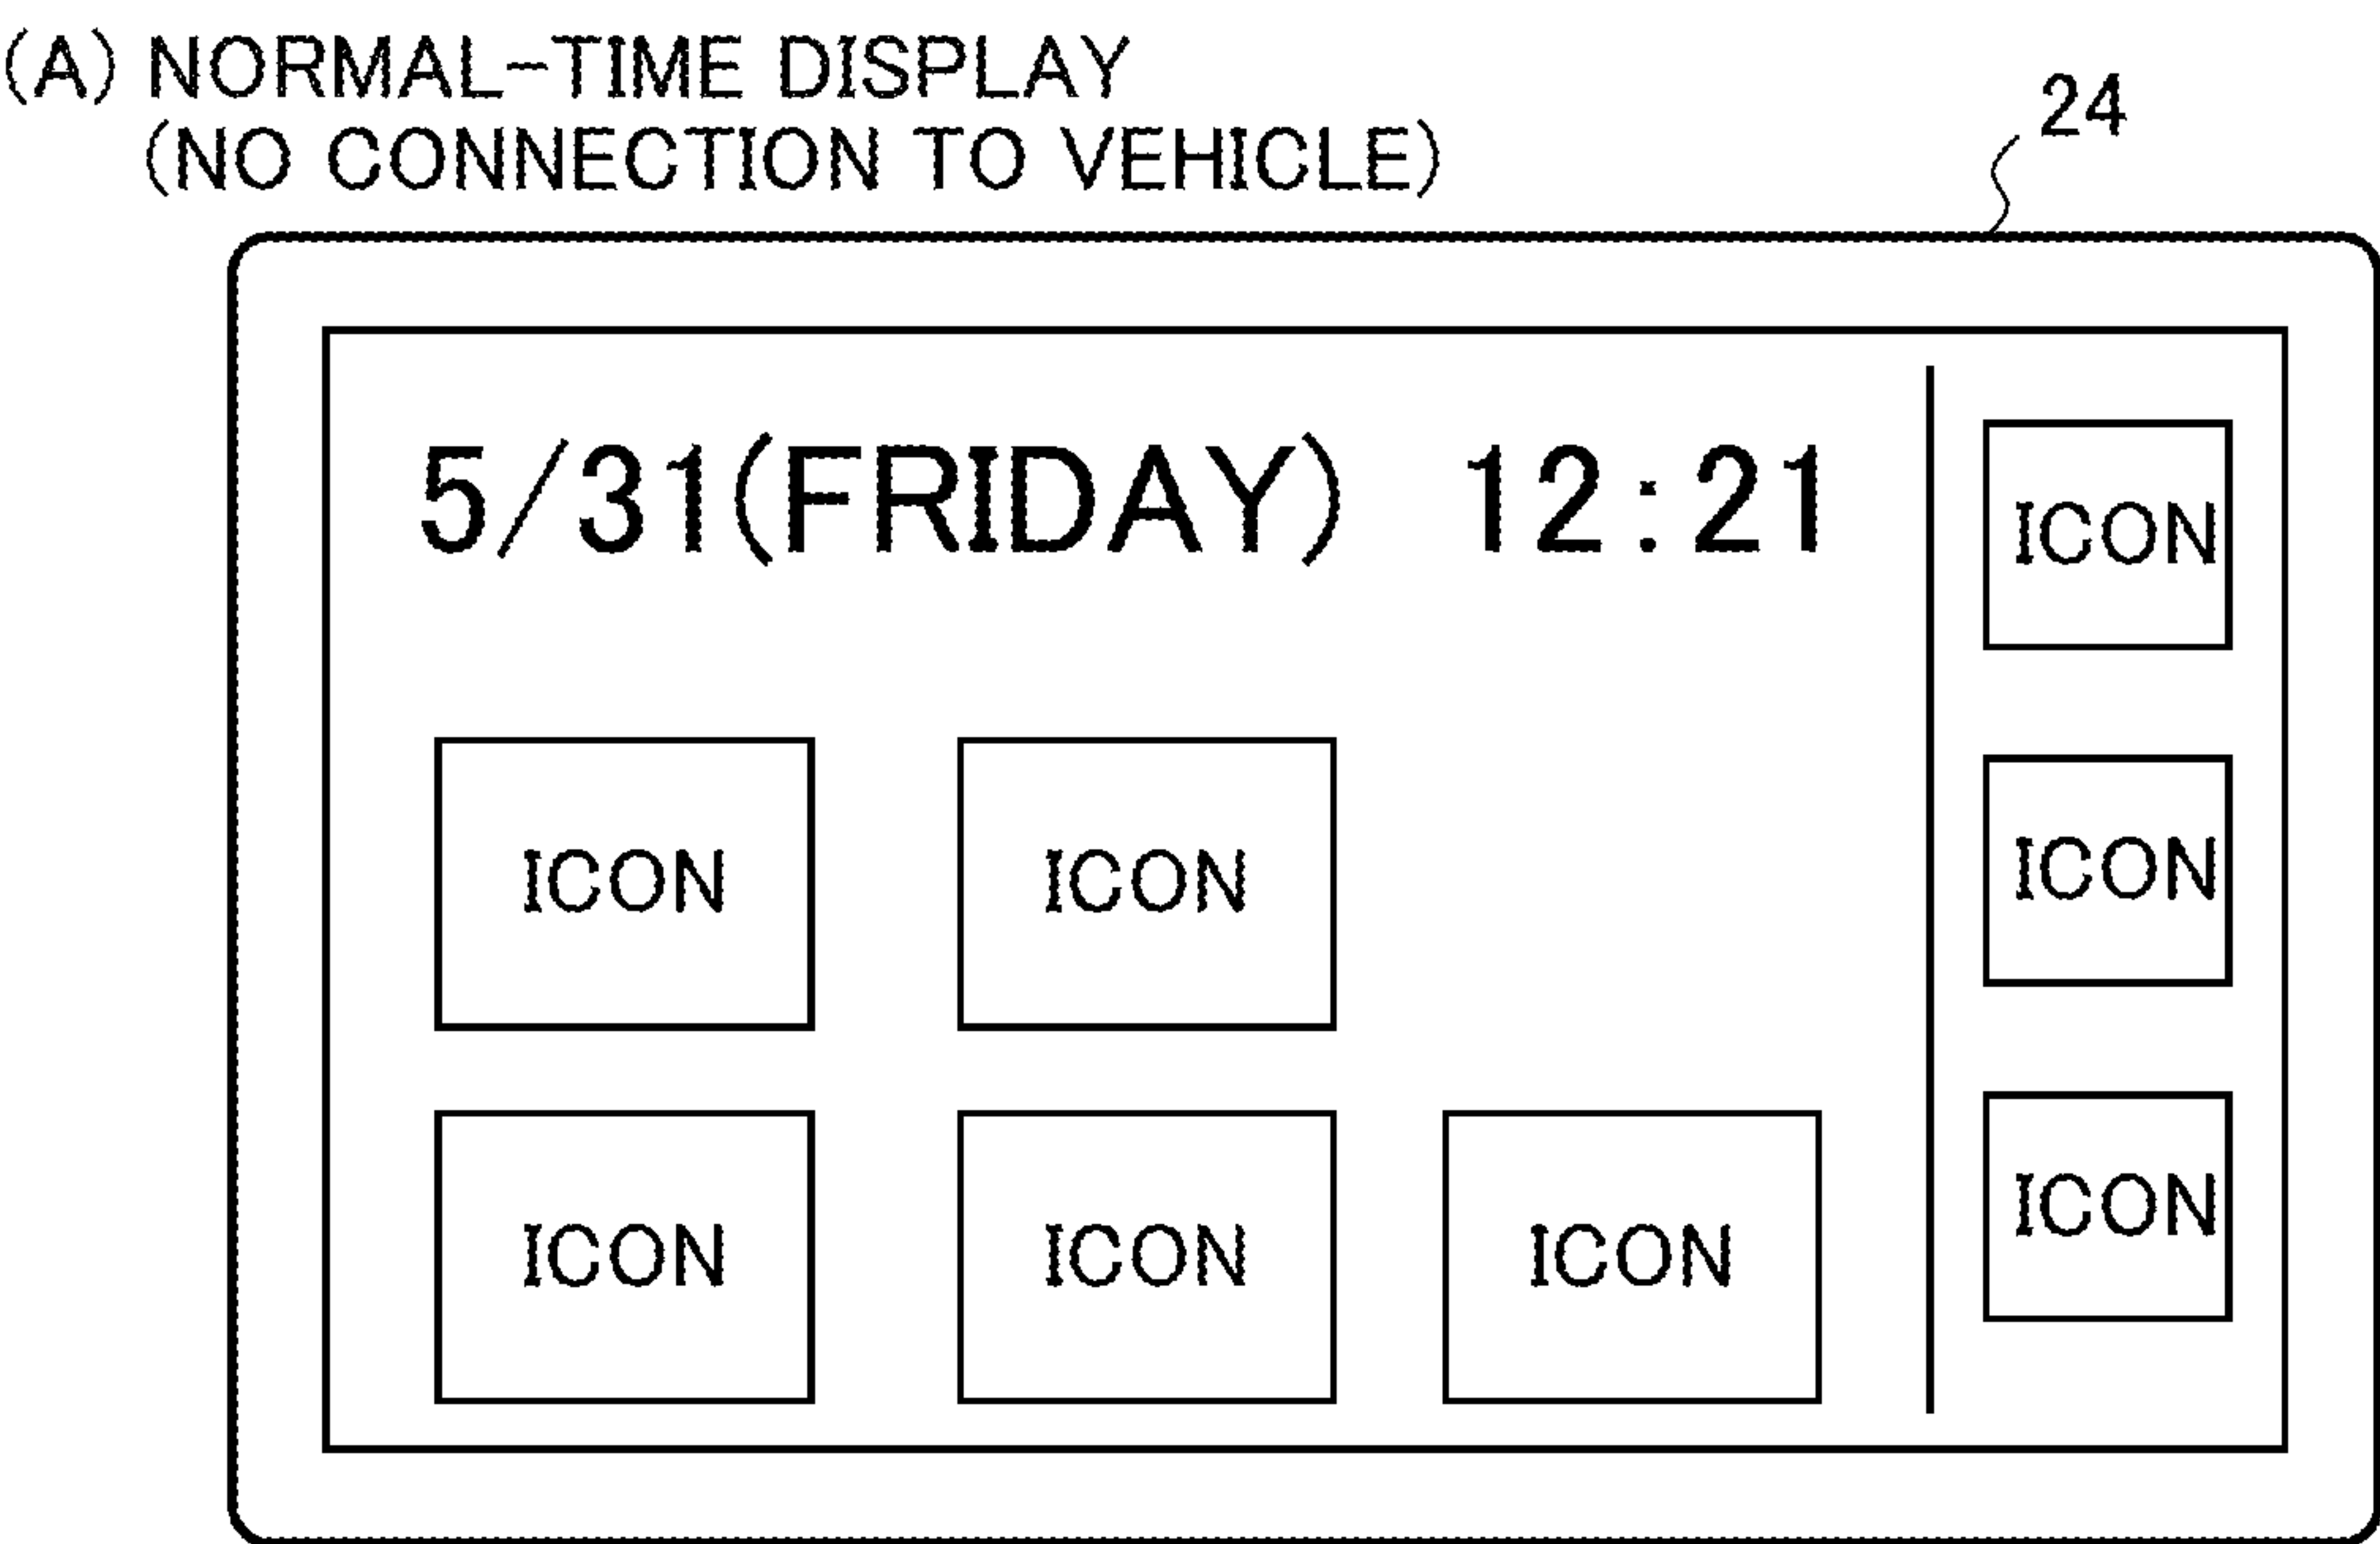 (A) NORMAL-TIME DISPLAY
(NO CONNECTION TO VEHICLE)
24
5/31(FRIDAY) 12:21
ICON
ICON
ICON
ICON
ICON
ICON
ICON
ICON